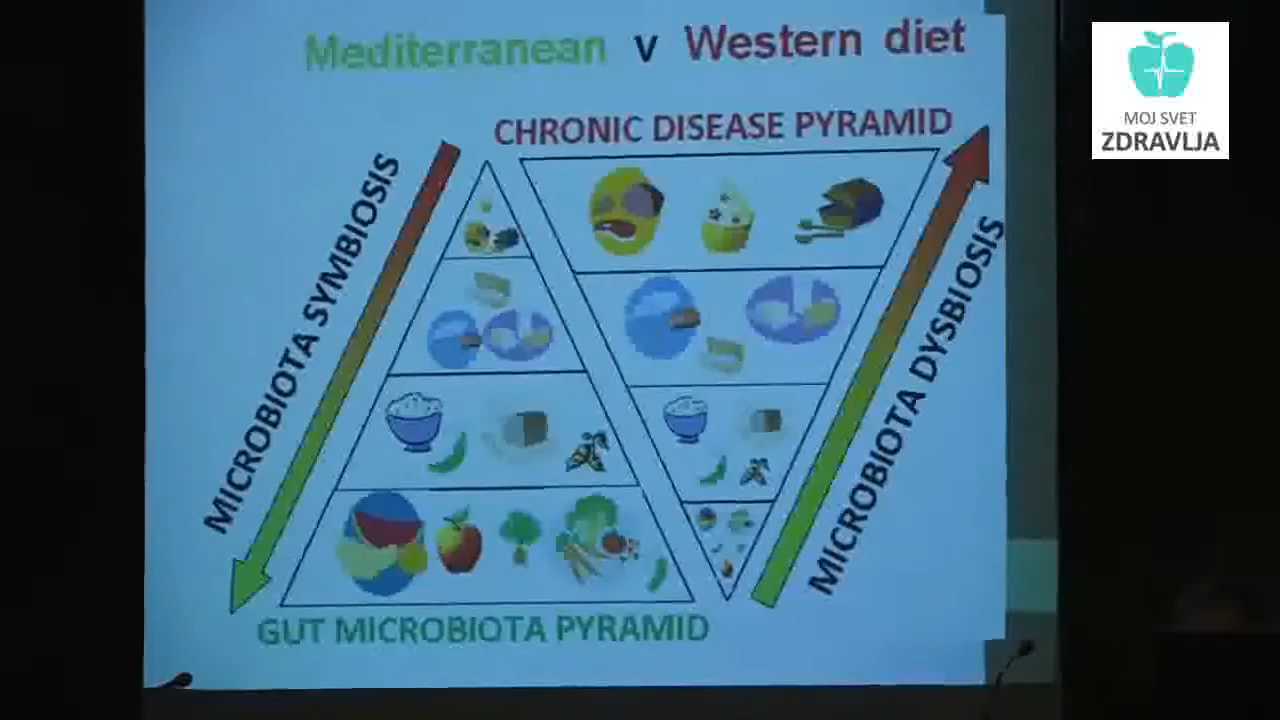 Mediterranean v Western diet
CHRONIC DISEASE PYRAMID
MICROBIOTA SYMBIOSIS
MICROBIOTA DYSBIOSIS
GUT MICROBIOTA PYRAMID
MOJ SVET
ZDRAVLJA